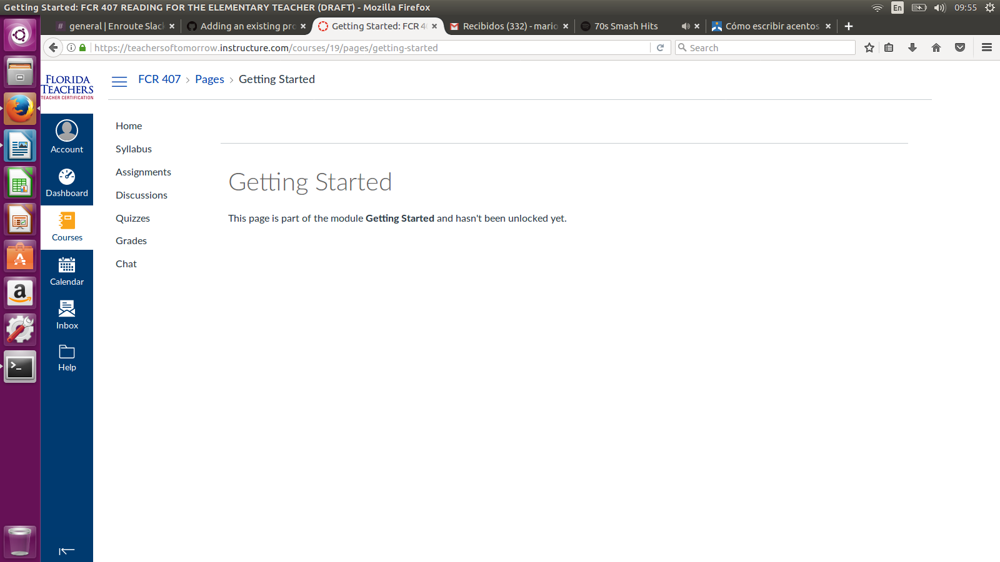 Getting Started: FCR 407 READING FOR THE ELEMENTARY TEACHER (DRAFT) - Mozilla Firefox
En
09:55
# general | Enroute Slack
Adding an existing pro
Getting Started: FCR 40
Recibidos (332) - mario
70s Smash Hits
Cómo escribir acentos
https://teachersoftomorrow.instructure.com/courses/19/pages/getting-started
Search
FLORIDA
TEACHERS
TEACHER CERTIFICATION
FCR 407 > Pages > Getting Started
Account
Dashboard
Courses
Calendar
Inbox
Help
Home
Syllabus
Assignments
Discussions
Quizzes
Grades
Chat
Getting Started
This page is part of the module Getting Started and hasn't been unlocked yet.